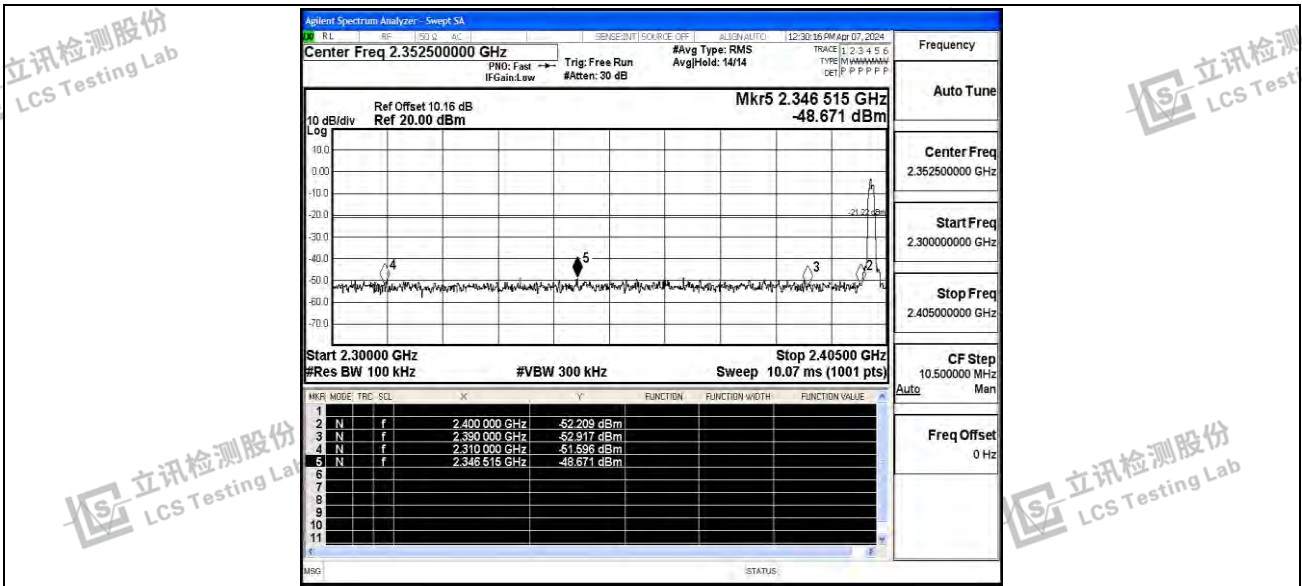 Agilent Spectrum Analyzer - Swept SA
RL RF 50 Ω AC SENSE:INT SOURCE OFF ALIGN AUTO 12:30:16 PM Apr 07, 2024
Center Freq 2.352500000 GHz
PNO: Fast
IFGain:Low
Trig: Free Run
#Atten: 30 dB
#Avg Type: RMS
Avg|Hold: 14/14
TRACE 1 2 3 4 5 6
TYPE M WWWWW
DET P P P P P P
Ref Offset 10.16 dB
10 dB/div Ref 20.00 dBm
Log
Mkr5 2.346 515 GHz
-48.671 dBm
10.0
0.00
-10.0
-20.0
-30.0
-40.0
-50.0
-60.0
-70.0
-21.22 dBm
4
5
3
2
Start 2.30000 GHz Stop 2.40500 GHz
#Res BW 100 kHz #VBW 300 kHz Sweep 10.07 ms (1001 pts)
MKR MODE TRC SCL X Y FUNCTION FUNCTION WIDTH FUNCTION VALUE
1
2 N f 2.400 000 GHz -52.209 dBm
3 N f 2.390 000 GHz -52.917 dBm
4 N f 2.310 000 GHz -51.596 dBm
5 N f 2.346 515 GHz -48.671 dBm
6
7
8
9
10
11
MSG STATUS
Frequency
Auto Tune
Center Freq
2.352500000 GHz
Start Freq
2.300000000 GHz
Stop Freq
2.405000000 GHz
CF Step
10.500000 MHz
Auto Man
Freq Offset
0 Hz
立讯检测股份
LCS Testing Lab
立讯检测
LCS Testi
立讯检测股份
LCS Testing Lab
立讯检测股份
LCS Testing Lab